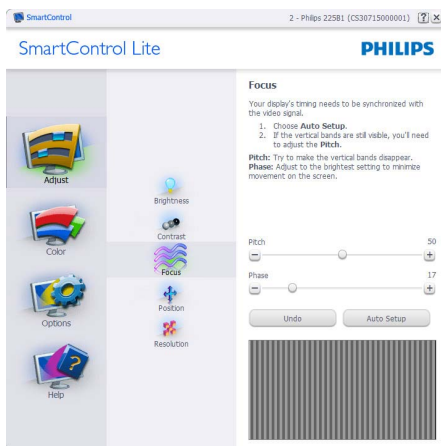 SmartControl
2 - Philips 225B1 (CS30715000001)
SmartControl Lite
PHILIPS
Adjust
Color
Options
Help
Brightness
Contrast
Focus
Position
Resolution
Focus
Your display's timing needs to be synchronized with
the video signal.
1. Choose Auto Setup.
2. If the vertical bands are still visible, you'll need
to adjust the Pitch.
Pitch: Try to make the vertical bands disappear.
Phase: Adjust to the brightest setting to minimize
movement on the screen.
Pitch 50
Phase 17
Undo Auto Setup